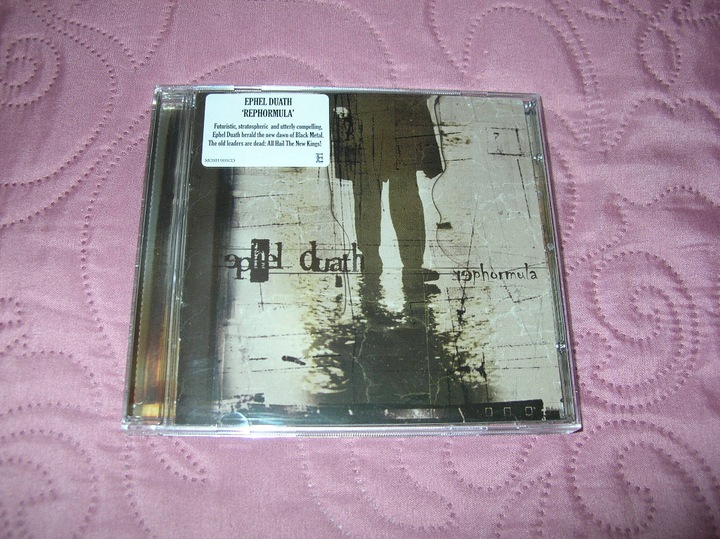 EPHEL DUATH
'REPHORMULA'
Futuristic, stratospheric and utterly compelling,
Ephel Duath herald the new dawn of Black Metal.
The old leaders are dead: All Hail The New Kings!
ephel duath
rephormula